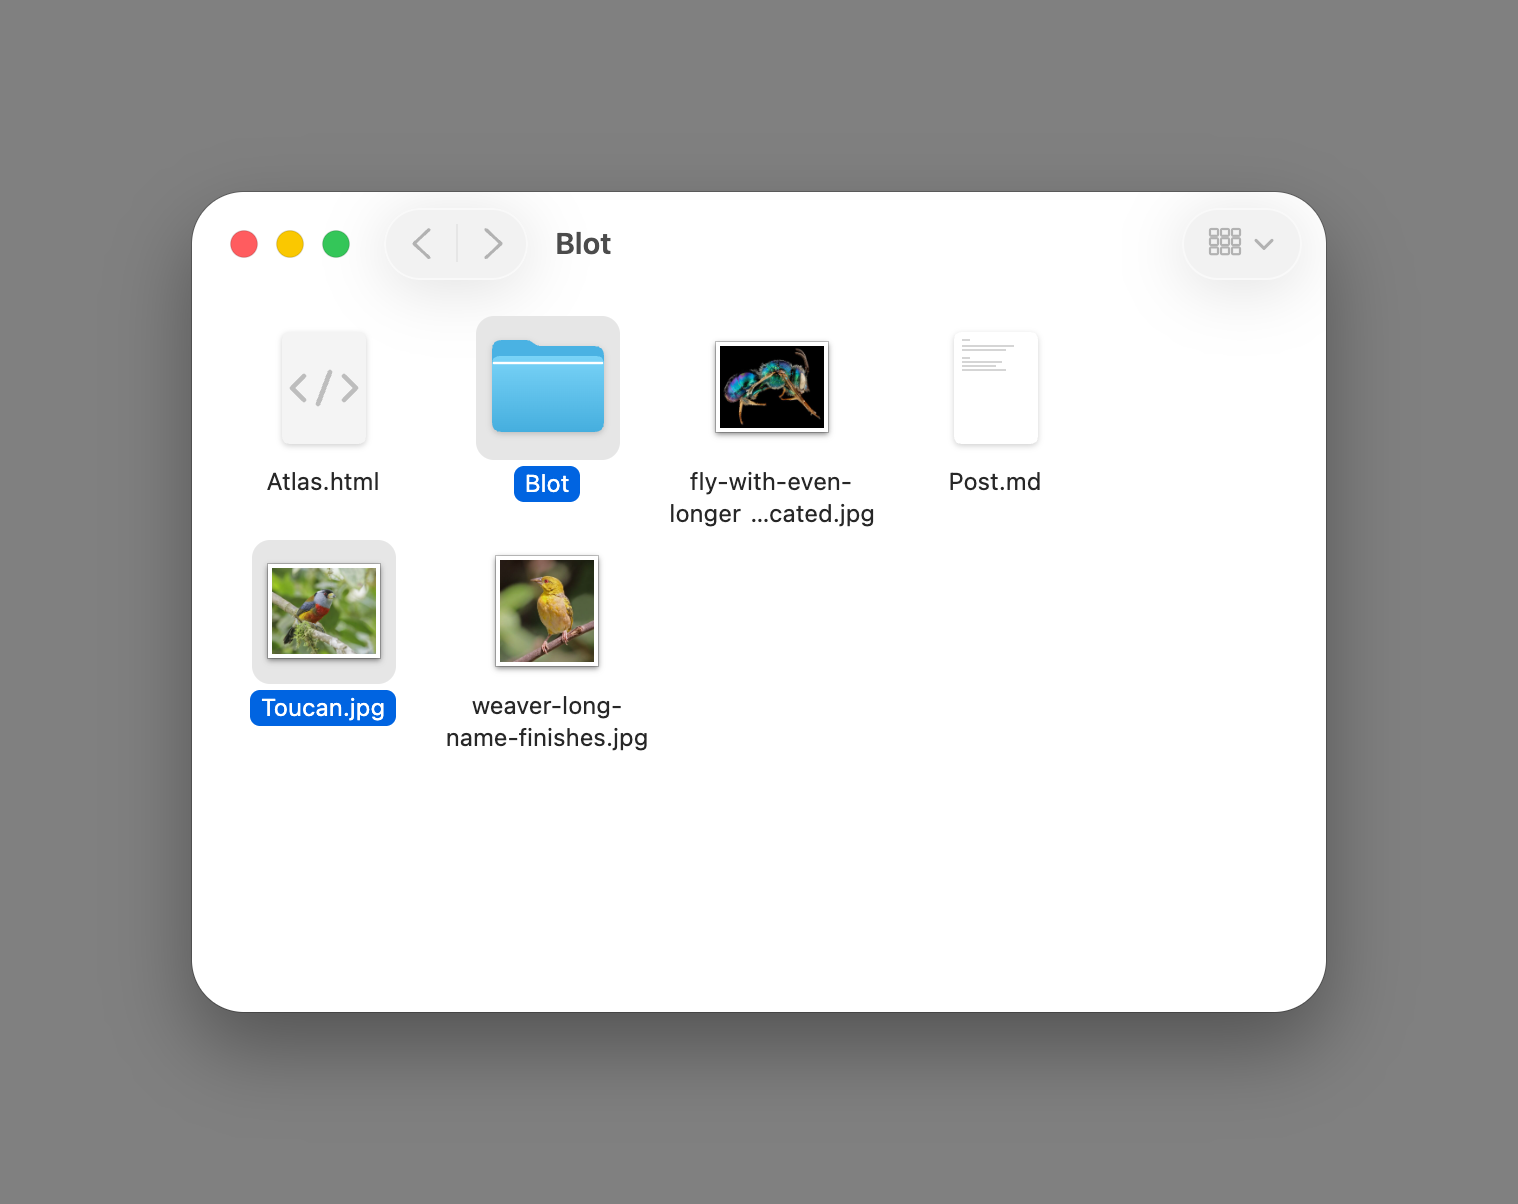 Blot
Atlas.html
Blot
fly-with-even-
longer ...cated.jpg
Post.md
Toucan.jpg
weaver-long-
name-finishes.jpg